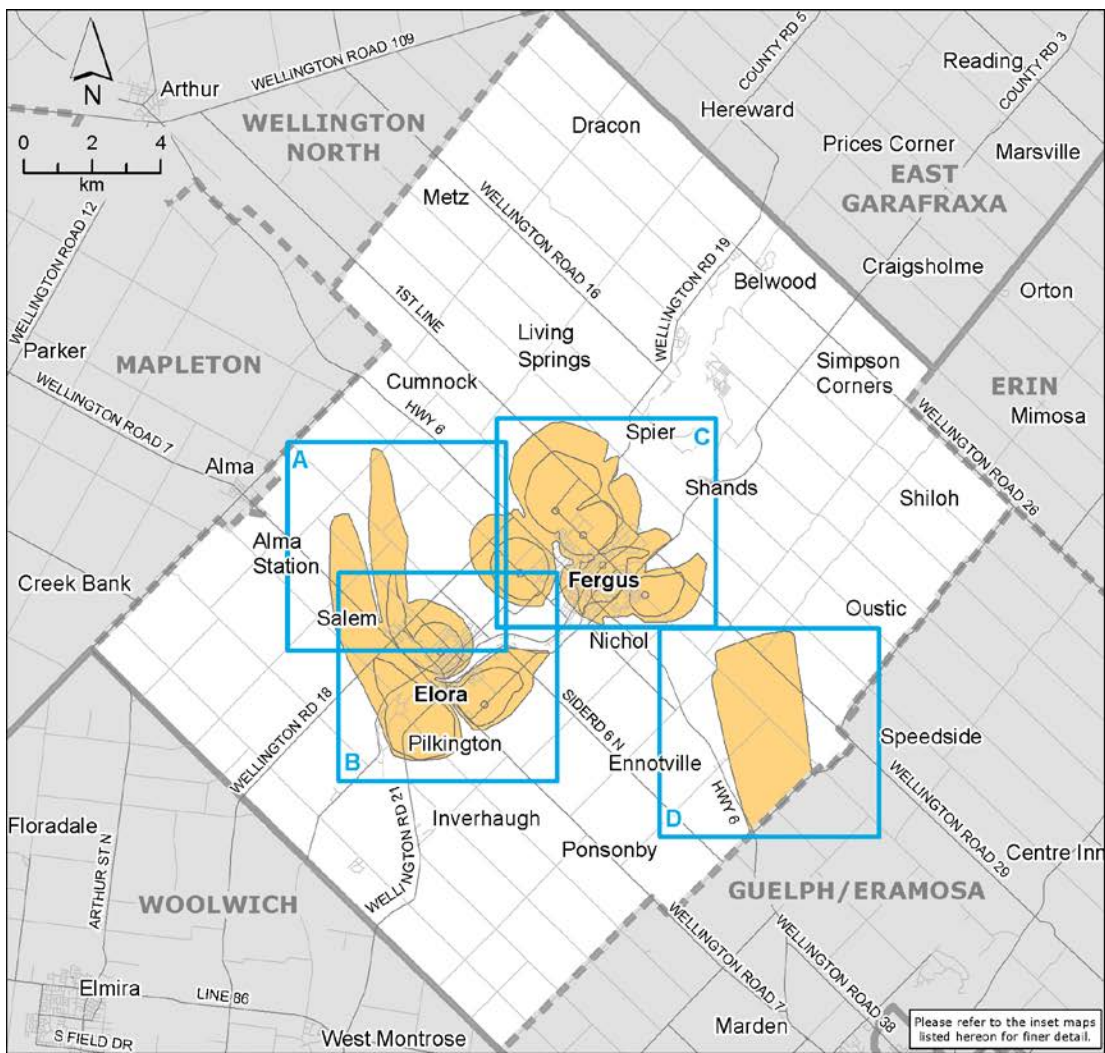 COUNTY RD 5
COUNTY RD 3
Reading
WELLINGTON ROAD 109
Arthur
N
Hereward
WELLINGTON
NORTH
Dracon
Prices Corner
Marsville
0 2 4
km
EAST
GARAFRAXA
Metz
WELLINGTON ROAD 16
WELLINGTON RD 19
WELLINGTON ROAD 12
Craigsholme
Belwood
Orton
1ST LINE
Living
Springs
Parker
MAPLETON
Simpson
Corners
Cumnock
ERIN
WELLINGTON ROAD 7
HWY 6
Mimosa
WELLINGTON ROAD 26
C
Spier
A
Alma
Shands
Shiloh
Alma
Station
Creek Bank
Fergus
Salem
Oustic
Nichol
Elora
WELLINGTON RD 18
SIDERD 6 N
Pilkington
Ennotville
Speedside
B
HWY 6
D
WELLINGTON RD 21
Inverhaugh
Floradale
Ponsonby
WELLINGTON ROAD 29
Centre Inn
ARTHUR ST N
WOOLWICH
GUELPH/ERAMOSA
WELLINGTON ROAD 7
WELLINGTON ROAD 38
Elmira
LINE 86
S FIELD DR
West Montrose
Marden
Please refer to the inset maps
listed hereon for finer detail.